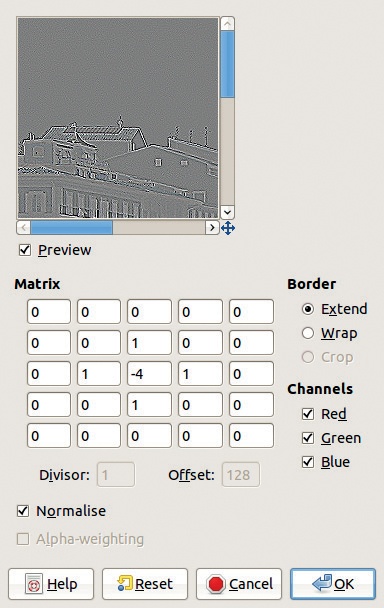 Preview
Matrix
0 0 0 0 0
0 0 1 0 0
0 1 -4 1 0
0 0 1 0 0
0 0 0 0 0
Divisor: 1 Offset: 128
Normalise
Alpha-weighting
Border
Extend
Wrap
Crop
Channels
Red
Green
Blue
Help Reset Cancel OK